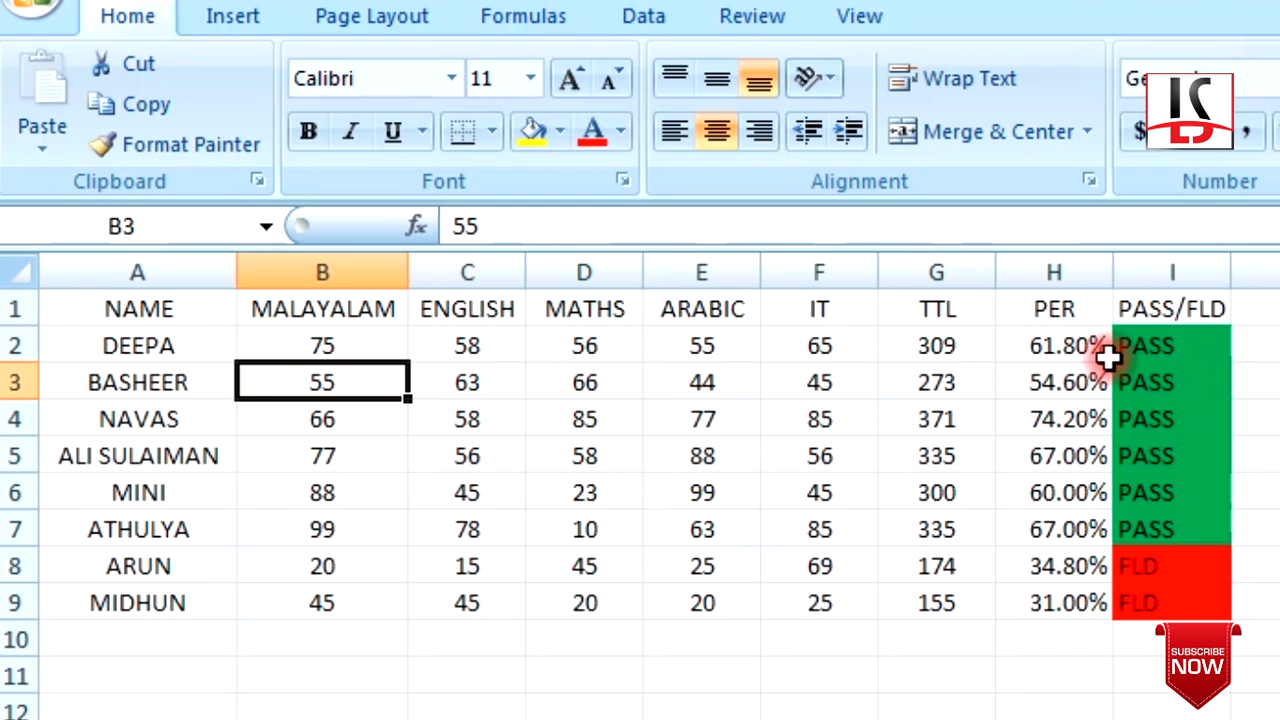 Home Insert Page Layout Formulas Data Review View
Cut
Copy
Format Painter
Paste
Clipboard
Calibri 11
B I U A
Font
Wrap Text
Merge & Center
Alignment
Ge
$ ,
Number
B3 fx 55
A B C D E F G H I
1 NAME MALAYALAM ENGLISH MATHS ARABIC IT TTL PER PASS/FLD
2 DEEPA 75 58 56 55 65 309 61.80% PASS
3 BASHEER 55 63 66 44 45 273 54.60% PASS
4 NAVAS 66 58 85 77 85 371 74.20% PASS
5 ALI SULAIMAN 77 56 58 88 56 335 67.00% PASS
6 MINI 88 45 23 99 45 300 60.00% PASS
7 ATHULYA 99 78 10 63 85 335 67.00% PASS
8 ARUN 20 15 45 25 69 174 34.80% FLD
9 MIDHUN 45 45 20 20 25 155 31.00% FLD
10
11
12
SUBSCRIBE
NOW